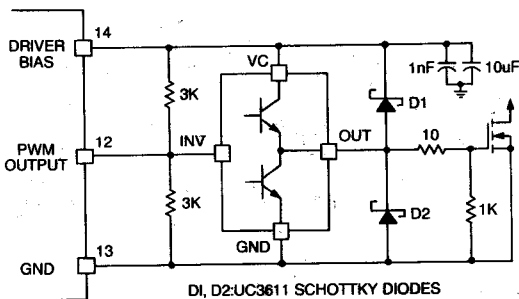 14
DRIVER
BIAS
VC
3K
1nF
10uF
D1
12
INV
OUT
10
PWM
OUTPUT
3K
D2
1K
GND
13
GND
DI, D2:UC3611 SCHOTTKY DIODES